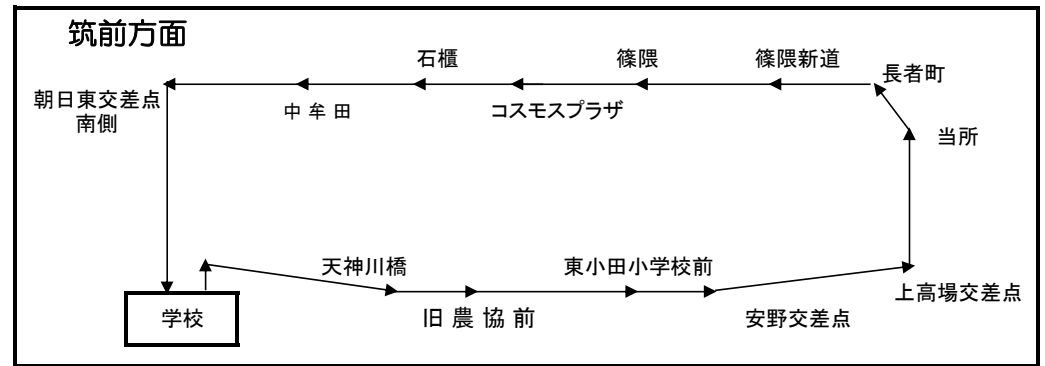 筑前方面
石櫃
篠隈
篠隈新道
長者町
朝日東交差点
南側
中牟田
コスモスプラザ
当所
天神川橋
東小田小学校前
上高場交差点
学校
旧農協前
安野交差点